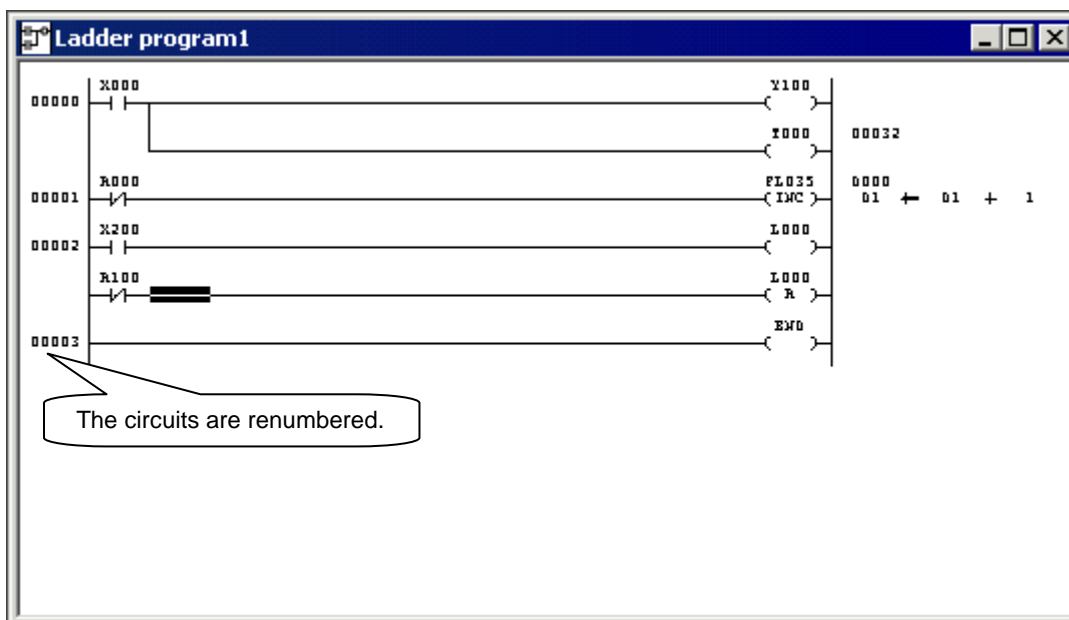 Ladder program1
X000 Y100
00000
T000 00032
R000 FL035 D000
00001 INC D1 ← D1 + 1
X200 L000
00002
R100 L000
R
END
00003
The circuits are renumbered.